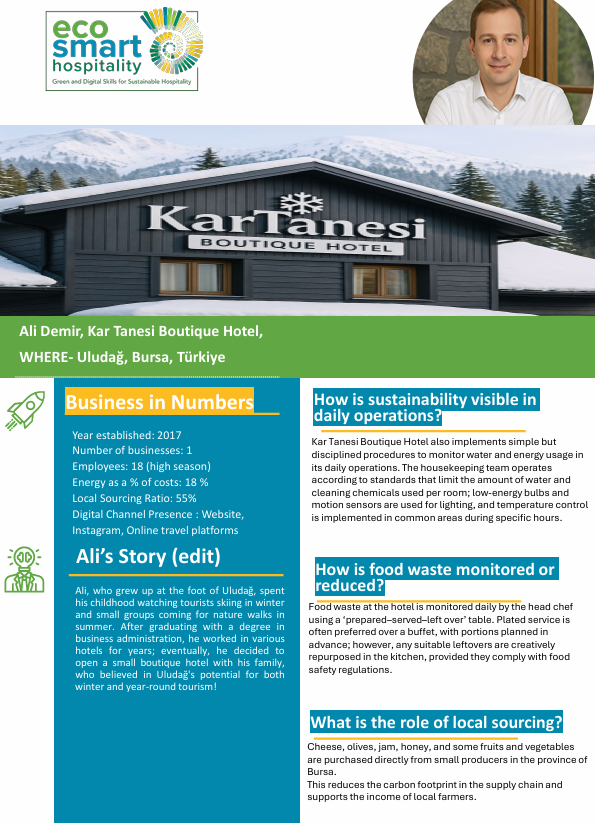 eco
smart
hospitality
Green and Digital Skills for Sustainable Hospitality
KarTanesi
BOUTIQUE HOTEL
Ali Demir, Kar Tanesi Boutique Hotel,
WHERE- Uludağ, Bursa, Türkiye
Business in Numbers
Year established: 2017
Number of businesses: 1
Employees: 18 (high season)
Energy as a % of costs: 18 %
Local Sourcing Ratio: 55%
Digital Channel Presence : Website,
Instagram, Online travel platforms
Ali’s Story (edit)
Ali, who grew up at the foot of Uludağ, spent
his childhood watching tourists skiing in winter
and small groups coming for nature walks in
summer. After graduating with a degree in
business administration, he worked in various
hotels for years; eventually, he decided to
open a small boutique hotel with his family,
who believed in Uludağ's potential for both
winter and year-round tourism!
How is sustainability visible in
daily operations?
Kar Tanesi Boutique Hotel also implements simple but
disciplined procedures to monitor water and energy usage in
its daily operations. The housekeeping team operates
according to standards that limit the amount of water and
cleaning chemicals used per room; low-energy bulbs and
motion sensors are used for lighting, and temperature control
is implemented in common areas during specific hours.
How is food waste monitored or
reduced?
Food waste at the hotel is monitored daily by the head chef
using a ‘prepared–served–left over’ table. Plated service is
often preferred over a buffet, with portions planned in
advance; however, any suitable leftovers are creatively
repurposed in the kitchen, provided they comply with food
safety regulations.
What is the role of local sourcing?
Cheese, olives, jam, honey, and some fruits and vegetables
are purchased directly from small producers in the province of
Bursa.
This reduces the carbon footprint in the supply chain and
supports the income of local farmers.